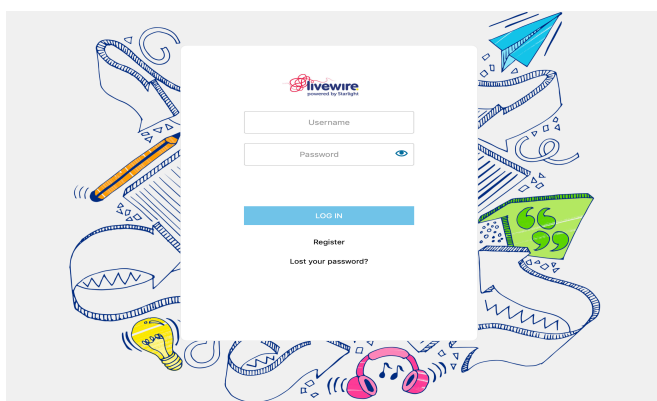 livewire
powered by Starlight
Username
Password
LOG IN
Register
Lost your password?